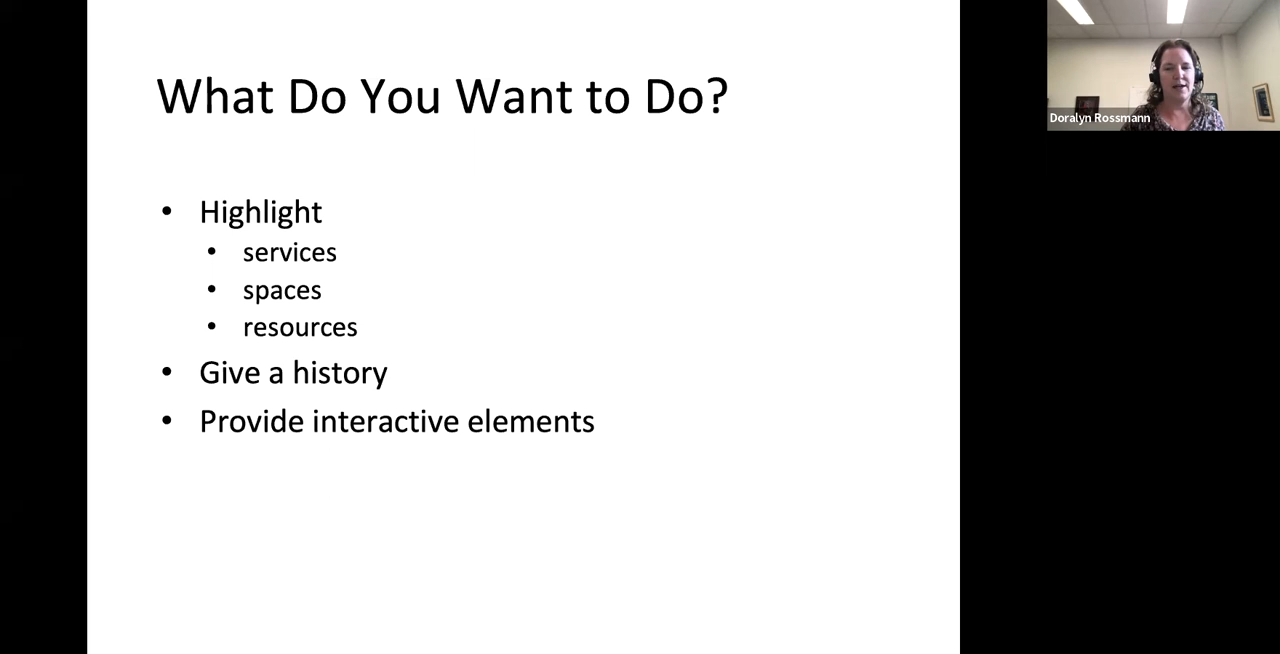 What Do You Want to Do?
• Highlight
• services
• spaces
• resources
• Give a history
• Provide interactive elements
Doralyn Rossmann